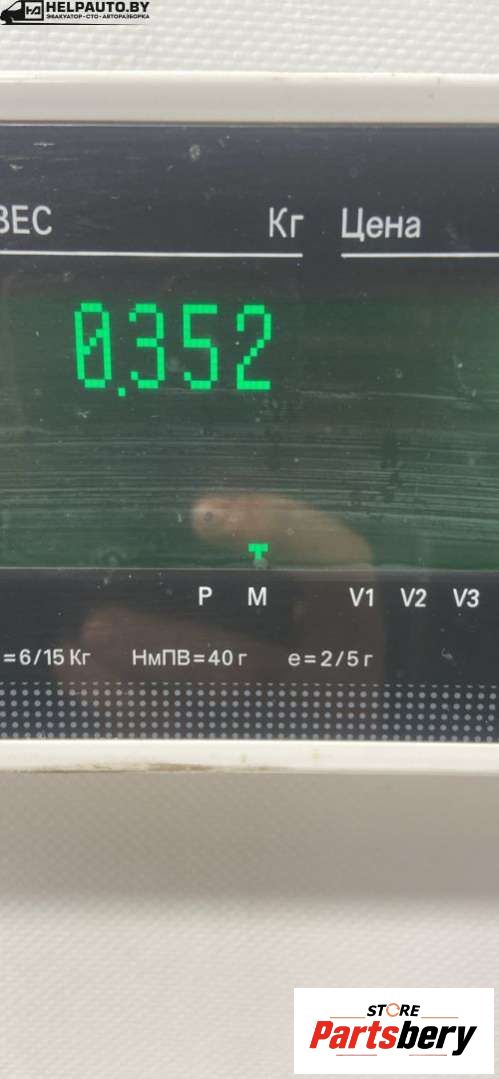 HELPAUTO.BY
ЭВАКУАТОР•СТО•АВТОРАЗБОРКА
ВЕС Кг Цена
0.352
P M V1 V2 V3
=6/15 Кг НмПВ=40 г e=2/5 г
STORE
Partsbery